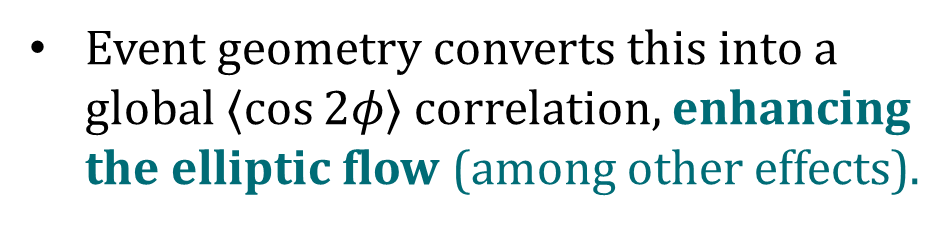 • Event geometry converts this into a
global ⟨cos 2𝜙⟩ correlation, enhancing
the elliptic flow (among other effects).